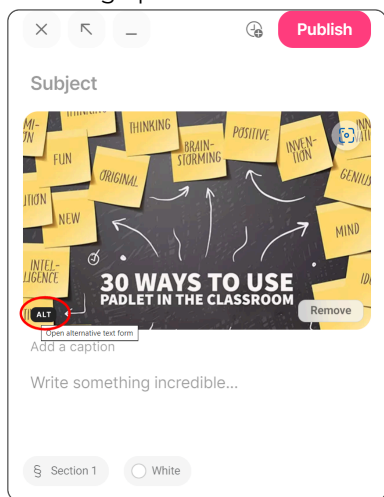 Publish
Subject
THINKING
POSITIVE
BRAIN-
STORMING
INVEN-
TION
FUN
ORIGINAL
GENIUS
NEW
MIND
INTEL-
LIGENCE
30 WAYS TO USE
PADLET IN THE CLASSROOM
ALT
Remove
Open alternative text form
Add a caption
Write something incredible...
§ Section 1
White